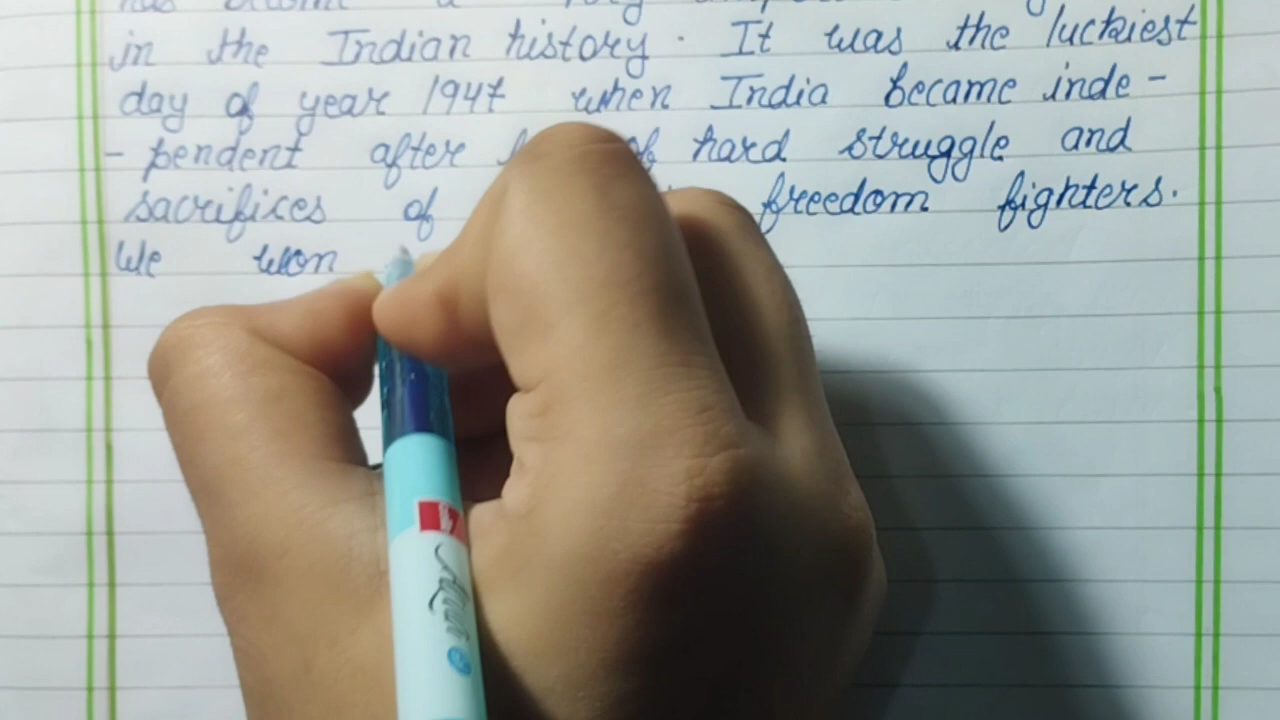 in the Indian history. It was the luckiest
day of year 1947 when India became inde-
-pendent after of hard struggle and
sacrifices of freedom fighters.
We won